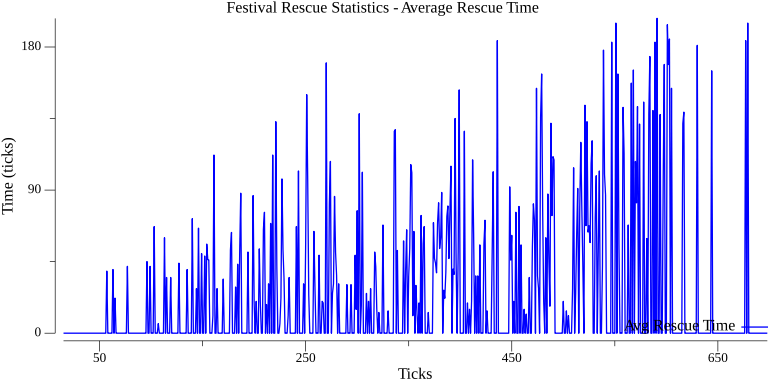 Festival Rescue Statistics - Average Rescue Time
Time (ticks)
180
90
0
Avg Rescue Time
50
250
450
650
Ticks